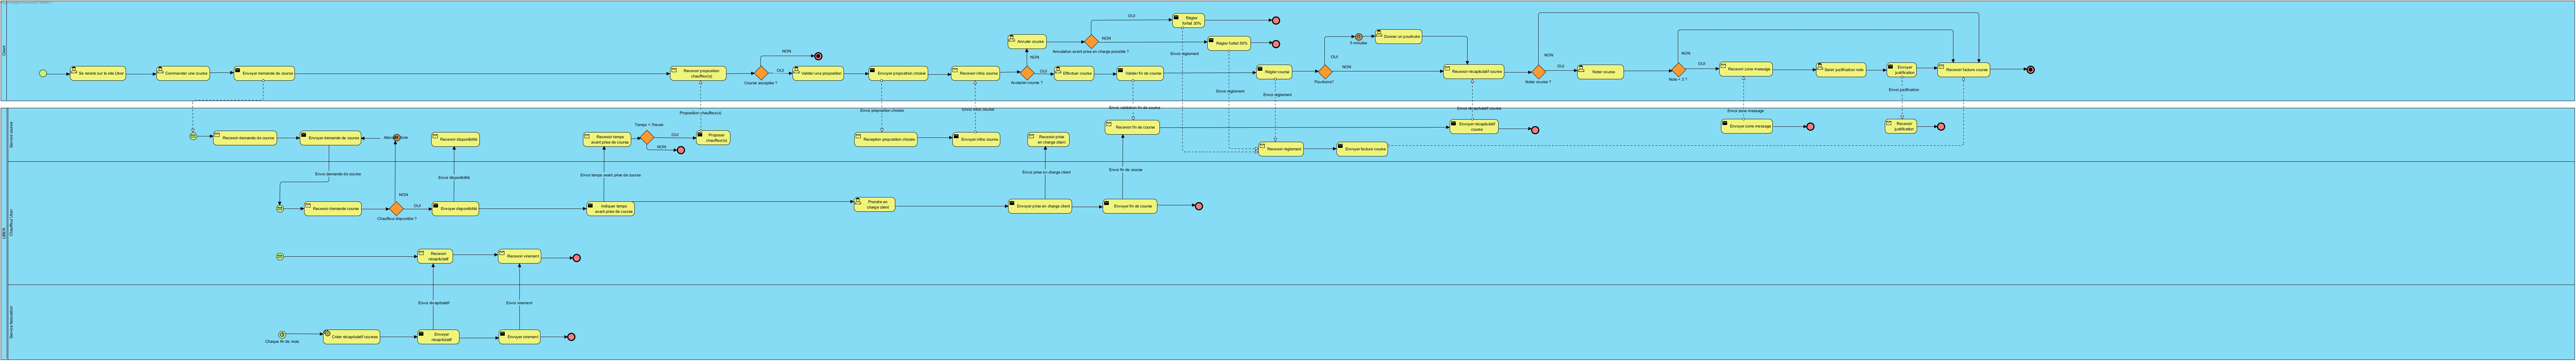 Client
Se rendre sur le site Uber
Commander une course
Envoyer demande de course
Recevoir proposition
chauffeur(s)
NON
OUI
Course acceptée ?
Valider une proposition
Envoyer proposition choisie
Recevoir infos course
Annuler course
NON
OUI
Accepter course ?
Effectuer course
Valider fin de course
OUI
NON
Annulation avant prise en charge possible ?
Régler
forfait 30%
Régler forfait 50%
Envoi règlement
Envoi règlement
Régler course
Envoi règlement
OUI
NON
Pourboire?
5 minutes
Donner un pourboire
Recevoir récapitulatif course
NON
OUI
Noter course ?
Noter course
NON
OUI
Note < 3 ?
Recevoir zone message
Saisir justification note
Envoyer
justification
Recevoir facture course
Envoi proposition choisie
Envoi infos course
Envoi validation fin de course
Envoi récapitulatif course
Envoi zone message
Envoi justification
Proposition chauffeur(s)
UBER
Service course
Recevoir demande de course
Envoyer demande de course
Recevoir disponibilité
Recevoir temps
avant prise de course
Temps < 1heure
OUI
NON
Proposer
chauffeur(s)
Réception proposition choisie
Envoyer infos course
Recevoir prise
en charge client
Recevoir fin de course
Recevoir règlement
Envoyer facture course
Envoyer récapitulatif
course
Envoyer zone message
Recevoir
justification
Envoi demande de course
Envoi disponibilité
Envoi temps avant prise de course
Envoi prise en charge client
Envoi fin de course
Chauffeur Uber
Recevoir demande course
NON
OUI
Chauffeur disponible ?
Envoyer disponibilité
Indiquer temps
avant prise de course
Prendre en
charge client
Envoyer prise en charge client
Envoyer fin de course
Recevoir
récapitulatif
Recevoir virement
Envoi récapitulatif
Envoi virement
Service facturation
Chaque fin de mois
Créer récapitulatif courses
Envoyer
récapitulatif
Envoyer virement